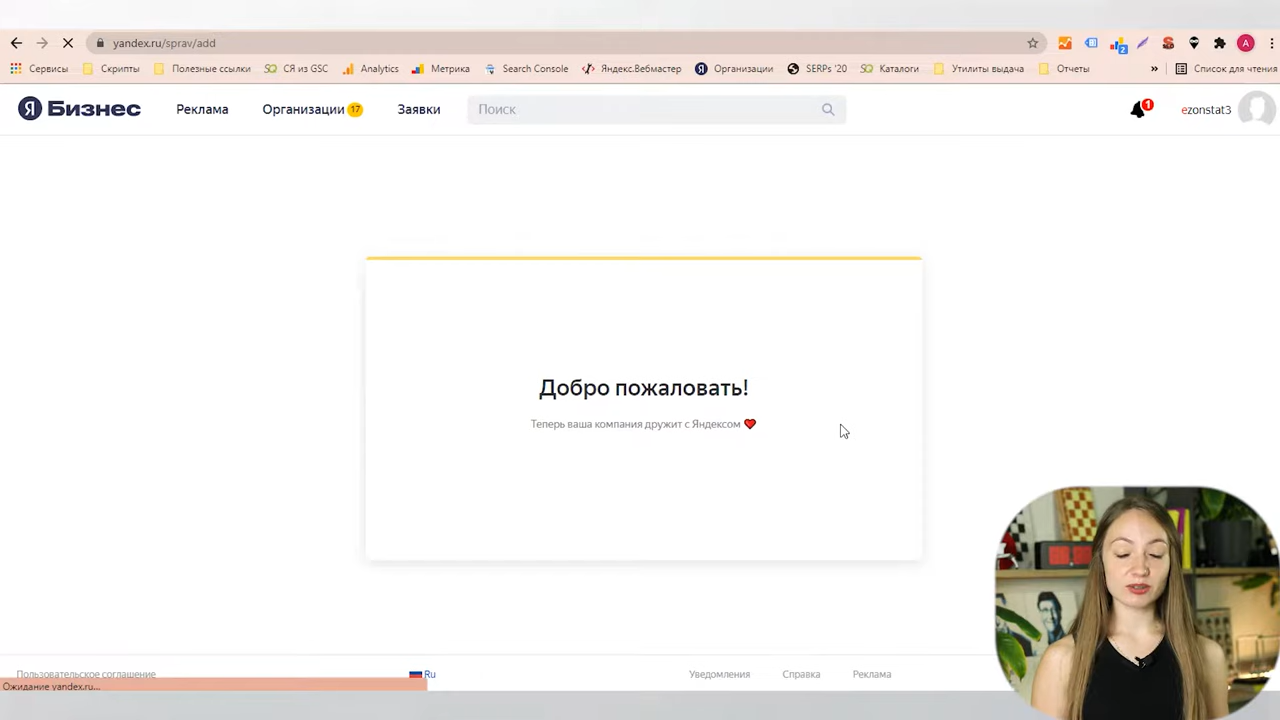 yandex.ru/sprav/add
Сервисы Скрипты Полезные ссылки СЯ из GSC Analytics Метрика Search Console Яндекс.Вебмастер Организации SERPs '20 Каталоги Утилиты выдача Отчеты » Список для чтения
Я Бизнес Реклама Организации 17 Заявки Поиск 1 ezonstat3
Добро пожаловать!
Теперь ваша компания дружит с Яндексом
Пользовательское соглашение Ru Уведомления Справка Реклама
Ожидание yandex.ru...